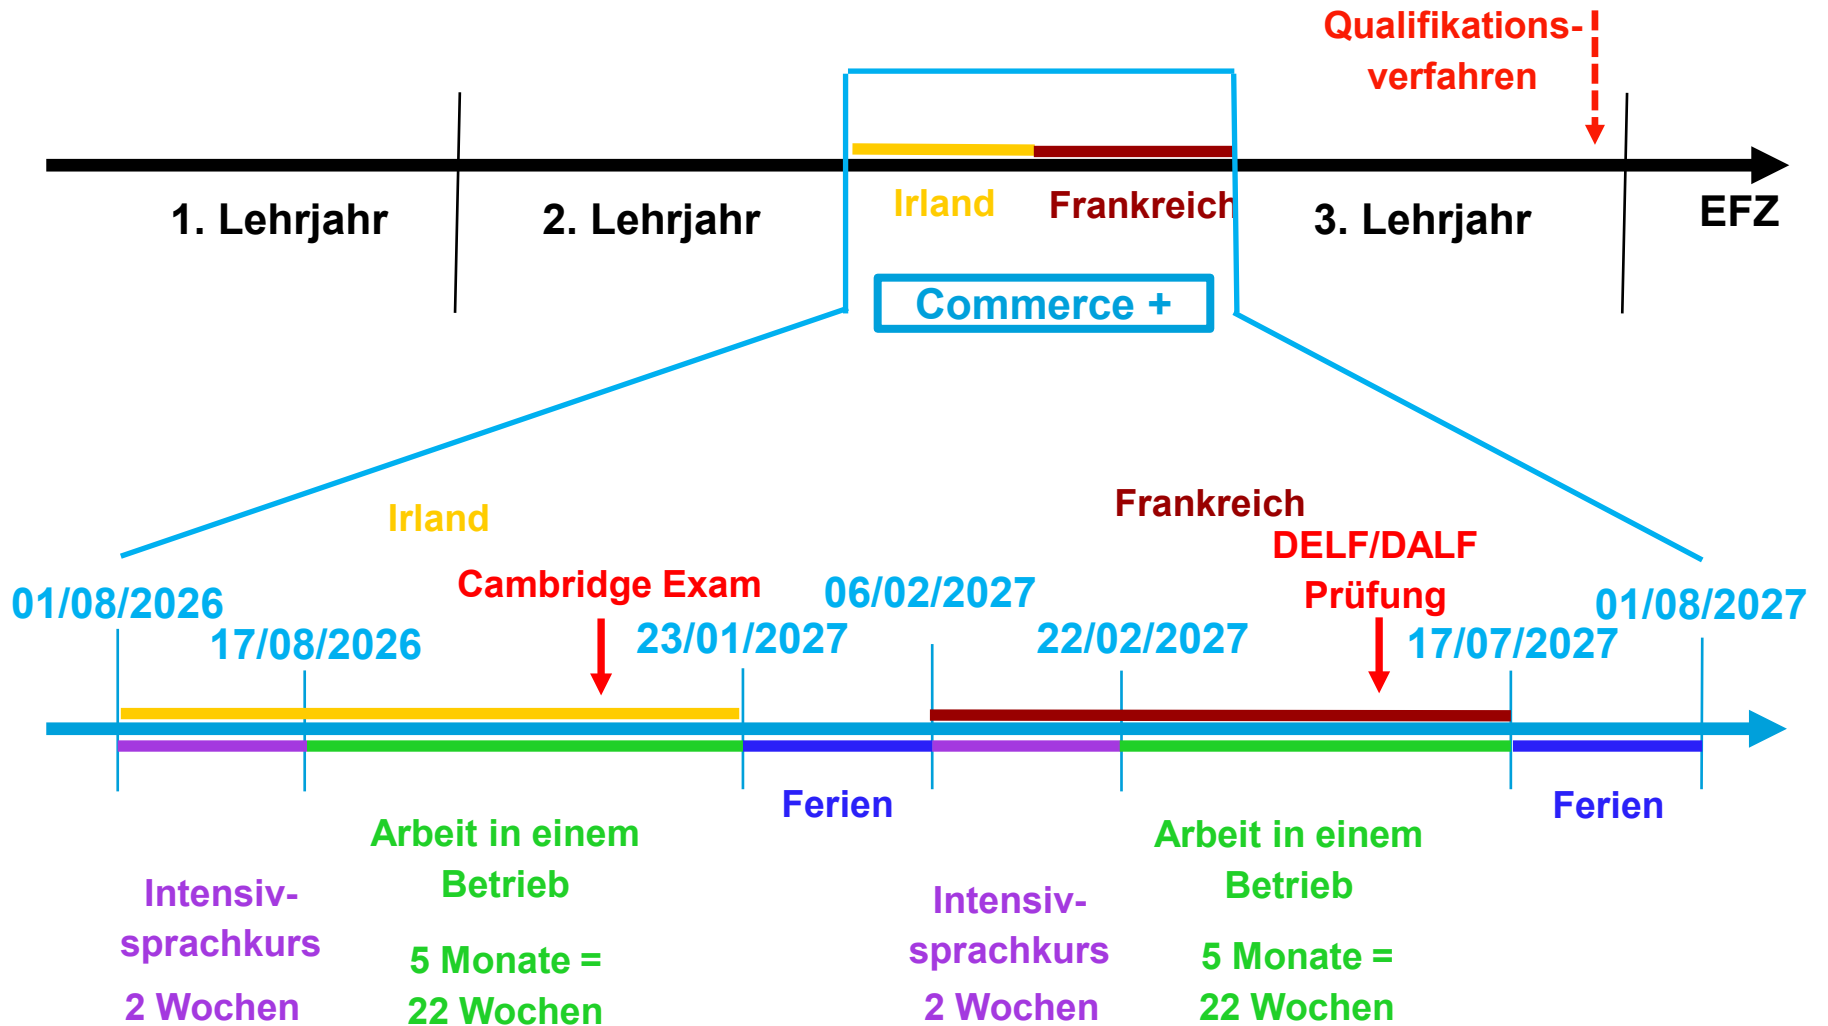 Qualifikations-
verfahren
1. Lehrjahr
2. Lehrjahr
Irland
Frankreich
3. Lehrjahr
EFZ
Commerce +
Irland
Frankreich
Cambridge Exam
DELF/DALF
Prüfung
01/08/2026
17/08/2026
23/01/2027
06/02/2027
22/02/2027
17/07/2027
01/08/2027
Intensiv-
sprachkurs
2 Wochen
Arbeit in einem
Betrieb
5 Monate =
22 Wochen
Ferien
Intensiv-
sprachkurs
2 Wochen
Arbeit in einem
Betrieb
5 Monate =
22 Wochen
Ferien